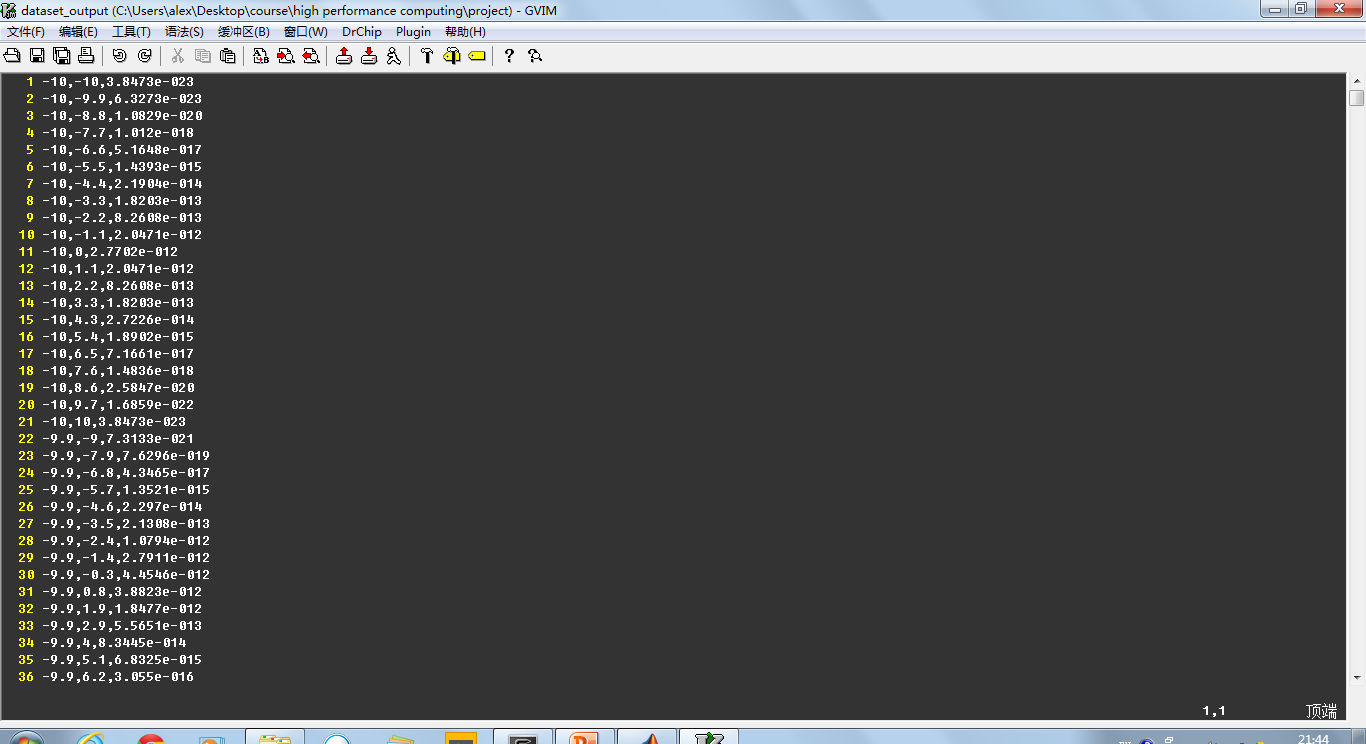 dataset_output (C:\Users\alex\Desktop\course\high performance computing\project) - GVIM
文件(F) 编辑(E) 工具(T) 语法(S) 缓冲区(B) 窗口(W) DrChip Plugin 帮助(H)
1 -10,-10,3.8473e-023
2 -10,-9.9,6.3273e-023
3 -10,-8.8,1.0829e-020
4 -10,-7.7,1.012e-018
5 -10,-6.6,5.1648e-017
6 -10,-5.5,1.4393e-015
7 -10,-4.4,2.1904e-014
8 -10,-3.3,1.8203e-013
9 -10,-2.2,8.2608e-013
10 -10,-1.1,2.0471e-012
11 -10,0,2.7702e-012
12 -10,1.1,2.0471e-012
13 -10,2.2,8.2608e-013
14 -10,3.3,1.8203e-013
15 -10,4.3,2.7226e-014
16 -10,5.4,1.8902e-015
17 -10,6.5,7.1661e-017
18 -10,7.6,1.4836e-018
19 -10,8.6,2.5847e-020
20 -10,9.7,1.6859e-022
21 -10,10,3.8473e-023
22 -9.9,-9,7.3133e-021
23 -9.9,-7.9,7.6296e-019
24 -9.9,-6.8,4.3465e-017
25 -9.9,-5.7,1.3521e-015
26 -9.9,-4.6,2.297e-014
27 -9.9,-3.5,2.1308e-013
28 -9.9,-2.4,1.0794e-012
29 -9.9,-1.4,2.7911e-012
30 -9.9,-0.3,4.4546e-012
31 -9.9,0.8,3.8823e-012
32 -9.9,1.9,1.8477e-012
33 -9.9,2.9,5.5651e-013
34 -9.9,4,8.3445e-014
35 -9.9,5.1,6.8325e-015
36 -9.9,6.2,3.055e-016
1,1 顶端
21:44